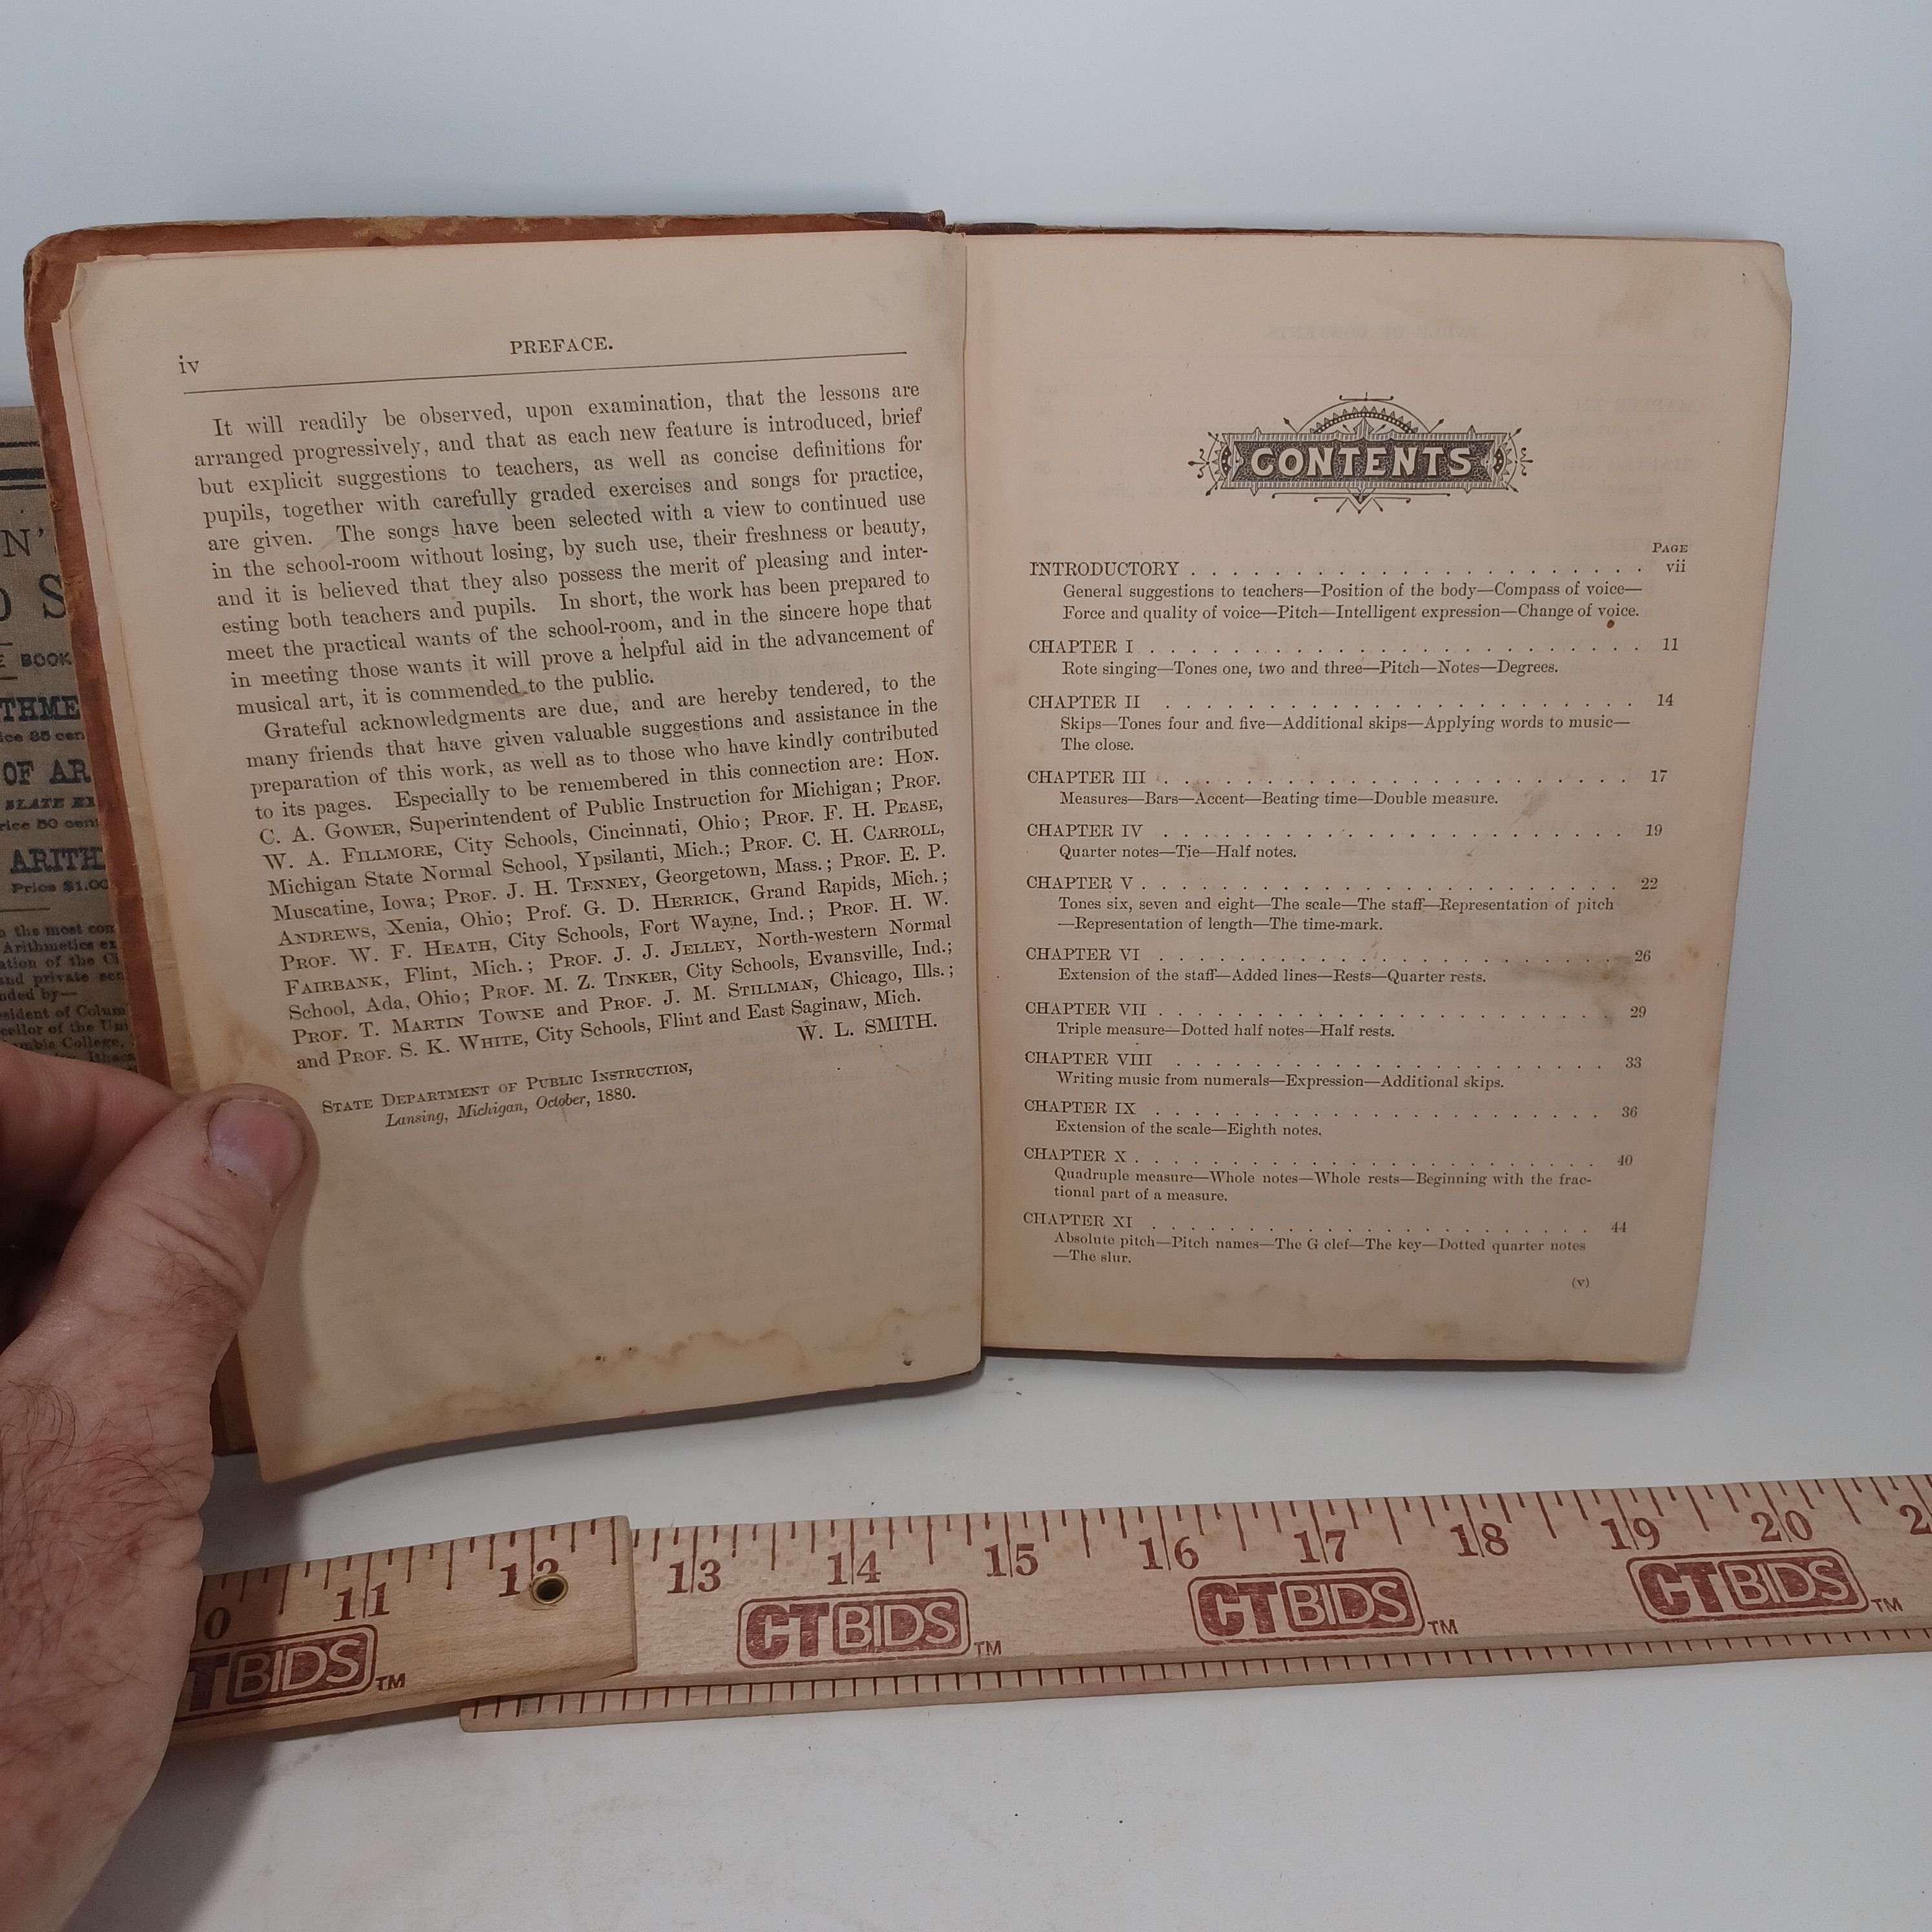 iv
PREFACE.
It will readily be observed, upon examination, that the lessons are
arranged progressively, and that as each new feature is introduced, brief
but explicit suggestions to teachers, as well as concise definitions for
pupils, together with carefully graded exercises and songs for practice,
are given. The songs have been selected with a view to continued use
in the school-room without losing, by such use, their freshness or beauty,
and it is believed that they also possess the merit of pleasing and inter-
esting both teachers and pupils. In short, the work has been prepared to
meet the practical wants of the school-room, and in the sincere hope that
in meeting those wants it will prove a helpful aid in the advancement of
musical art, it is commended to the public.
Grateful acknowledgments are due, and are hereby tendered, to the
many friends that have given valuable suggestions and assistance in the
preparation of this work, as well as to those who have kindly contributed
to its pages. Especially to be remembered in this connection are: HON.
C. A. GOWER, Superintendent of Public Instruction for Michigan; PROF.
W. A. FILLMORE, City Schools, Cincinnati, Ohio; PROF. F. H. PEASE,
Michigan State Normal School, Ypsilanti, Mich.; PROF. C. H. CARROLL,
Muscatine, Iowa; PROF. J. H. TENNEY, Georgetown, Mass.; PROF. E. P.
ANDREWS, Xenia, Ohio; Prof. G. D. HERRICK, Grand Rapids, Mich.;
PROF. W. F. HEATH, City Schools, Fort Wayne, Ind.; PROF. H. W.
FAIRBANK, Flint, Mich.; PROF. J. J. JELLEY, North-western Normal
School, Ada, Ohio; PROF. M. Z. TINKER, City Schools, Evansville, Ind.;
PROF. T. MARTIN TOWNE and PROF. J. M. STILLMAN, Chicago, Ills.;
and PROF. S. K. WHITE, City Schools, Flint and East Saginaw, Mich.
W. L. SMITH.
STATE DEPARTMENT OF PUBLIC INSTRUCTION,
Lansing, Michigan, October, 1880.
CONTENTS
PAGE
INTRODUCTORY . . . . . . . . . . . . . . . . . . . . . vii
General suggestions to teachers—Position of the body—Compass of voice—
Force and quality of voice—Pitch—Intelligent expression—Change of voice.
CHAPTER I . . . . . . . . . . . . . . . . . . . . . . 11
Rote singing—Tones one, two and three—Pitch—Notes—Degrees.
CHAPTER II . . . . . . . . . . . . . . . . . . . . . 14
Skips—Tones four and five—Additional skips—Applying words to music—
The close.
CHAPTER III . . . . . . . . . . . . . . . . . . . . . 17
Measures—Bars—Accent—Beating time—Double measure.
CHAPTER IV . . . . . . . . . . . . . . . . . . . . . 19
Quarter notes—Tie—Half notes.
CHAPTER V . . . . . . . . . . . . . . . . . . . . . . 22
Tones six, seven and eight—The scale—The staff—Representation of pitch
—Representation of length—The time-mark.
CHAPTER VI . . . . . . . . . . . . . . . . . . . . . 26
Extension of the staff—Added lines—Rests—Quarter rests.
CHAPTER VII . . . . . . . . . . . . . . . . . . . . . 29
Triple measure—Dotted half notes—Half rests.
CHAPTER VIII . . . . . . . . . . . . . . . . . . . . 33
Writing music from numerals—Expression—Additional skips.
CHAPTER IX . . . . . . . . . . . . . . . . . . . . . 36
Extension of the scale—Eighth notes.
CHAPTER X . . . . . . . . . . . . . . . . . . . . . . 40
Quadruple measure—Whole notes—Whole rests—Beginning with the frac-
tional part of a measure.
CHAPTER XI . . . . . . . . . . . . . . . . . . . . . 44
Absolute pitch—Pitch names—The G clef—The key—Dotted quarter notes
—The slur.
(v)
BOOK
OF AR
Price 50 cen
ARITH
Price $1.00
the most com
Arithmetics ex
and private
by—
of Colum
College,
Ithaca
11 12 13 14 15 16 17 18 19 20
BIDS™ CTBIDS™ CTBIDS™ CTBIDS™